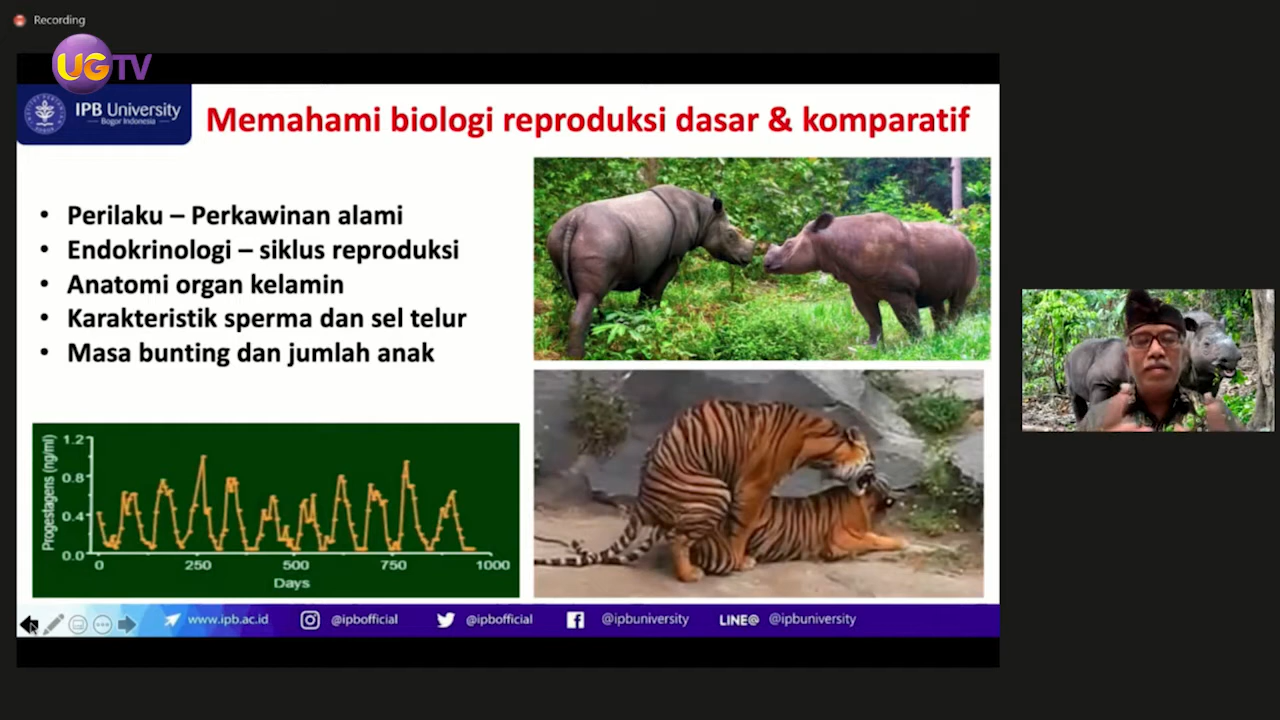 Recording
UGTV
IPB University
Bogor Indonesia
Memahami biologi reproduksi dasar & komparatif
• Perilaku – Perkawinan alami
• Endokrinologi – siklus reproduksi
• Anatomi organ kelamin
• Karakteristik sperma dan sel telur
• Masa bunting dan jumlah anak
Progestagens (ng/ml)
1.2
0.8
0.4
0.0
0 250 500 750 1000
Days
www.ipb.ac.id @ipbofficial @ipbofficial @ipbuniversity LINE@ @ipbuniversity